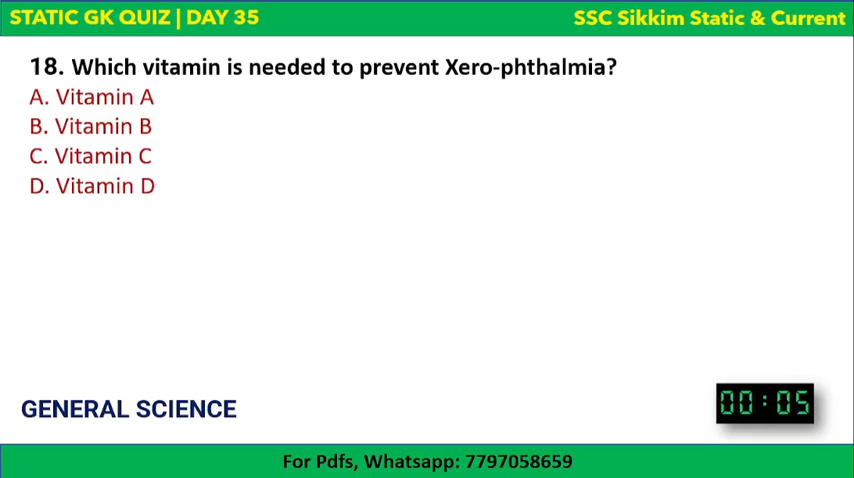 STATIC GK QUIZ | DAY 35
SSC Sikkim Static & Current
18. Which vitamin is needed to prevent Xero-phthalmia?
A. Vitamin A
B. Vitamin B
C. Vitamin C
D. Vitamin D
GENERAL SCIENCE
00:05
For Pdfs, Whatsapp: 7797058659